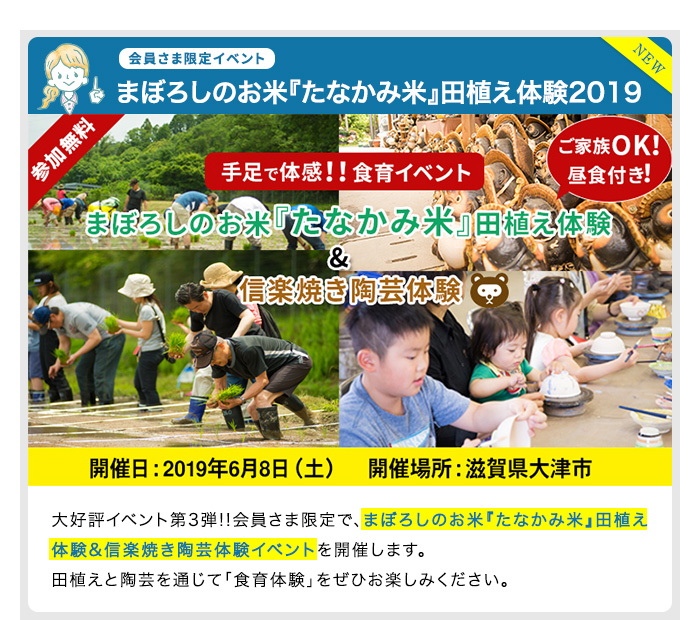 会員さま限定イベント
まぼろしのお米『たなかみ米』田植え体験2019
NEW
参加無料
ご家族OK!
昼食付き!
手足で体感!!食育イベント
まぼろしのお米『たなかみ米』田植え体験
&
信楽焼き陶芸体験
開催日:2019年6月8日(土) 開催場所:滋賀県大津市
大好評イベント第3弾!!会員さま限定で、まぼろしのお米『たなかみ米』田植え
体験&信楽焼き陶芸体験イベントを開催します。
田植えと陶芸を通じて「食育体験」をぜひお楽しみください。